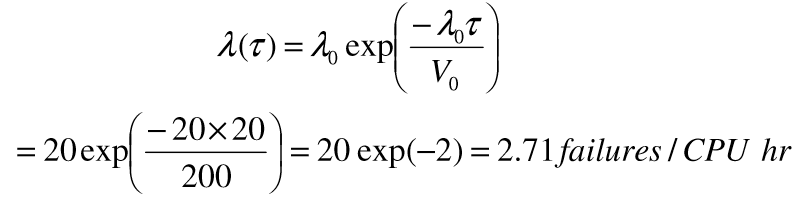 λ(τ) = λ₀ exp(−λ₀τ / V₀)
= 20 exp(−20×20 / 200) = 20 exp(−2) = 2.71 failures / CPU hr